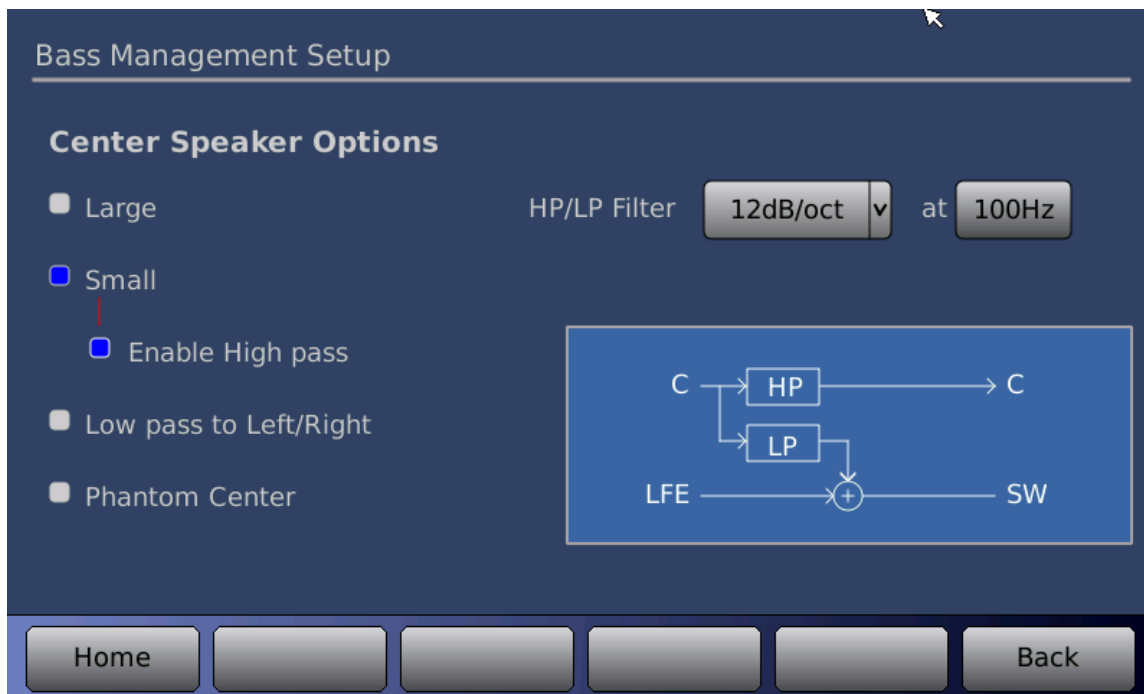 Bass Management Setup
Center Speaker Options
Large
HP/LP Filter 12dB/oct at 100Hz
Small
Enable High pass
Low pass to Left/Right
Phantom Center
C HP C
LP
LFE + SW
Home Back